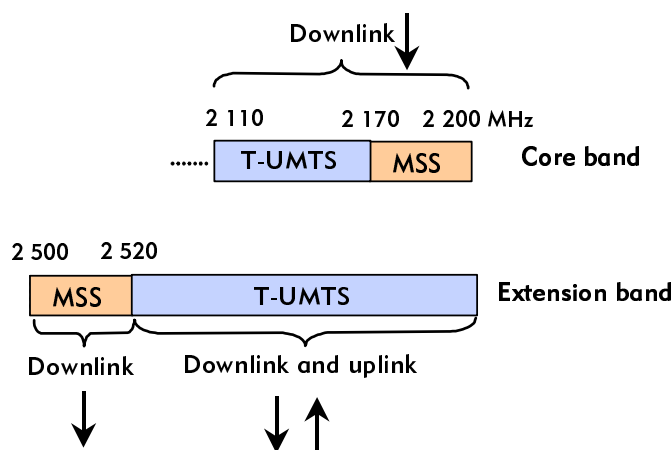 Downlink
2 110 2 170 2 200 MHz
....... T-UMTS MSS Core band
2 500 2 520
MSS T-UMTS Extension band
Downlink Downlink and uplink